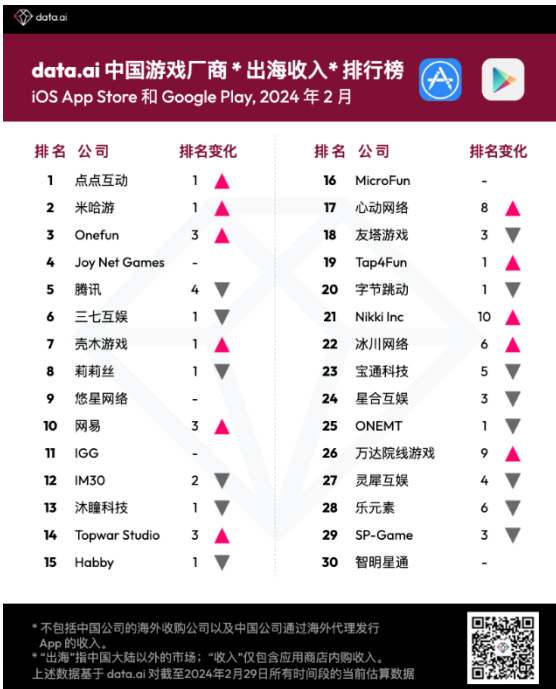 data.ai
data.ai 中国游戏厂商 * 出海收入* 排行榜
iOS App Store 和 Google Play, 2024 年 2 月
排 名 公 司 排名变化
1 点点互动 1 ▲
2 米哈游 1 ▲
3 Onefun 3 ▲
4 Joy Net Games -
5 腾讯 4 ▼
6 三七互娱 1 ▼
7 壳木游戏 1 ▲
8 莉莉丝 1 ▼
9 悠星网络 -
10 网易 3 ▲
11 IGG -
12 IM30 2 ▼
13 沐瞳科技 1 ▼
14 Topwar Studio 3 ▲
15 Habby 1 ▼
排 名 公 司 排名变化
16 MicroFun -
17 心动网络 8 ▲
18 友塔游戏 3 ▼
19 Tap4Fun 1 ▲
20 字节跳动 1 ▼
21 Nikki Inc 10 ▲
22 冰川网络 6 ▲
23 宝通科技 5 ▼
24 星合互娱 3 ▼
25 ONEMT 1 ▼
26 万达院线游戏 9 ▲
27 灵犀互娱 4 ▼
28 乐元素 6 ▼
29 SP-Game 3 ▼
30 智明星通 -
* 不包括中国公司的海外收购公司以及中国公司通过海外代理发行
App 的收入。
* “出海”指中国大陆以外的市场；“收入”仅包含应用商店内购收入。
上述数据基于 data.ai 对截至2024年2月29日所有时间段的当前估算数据